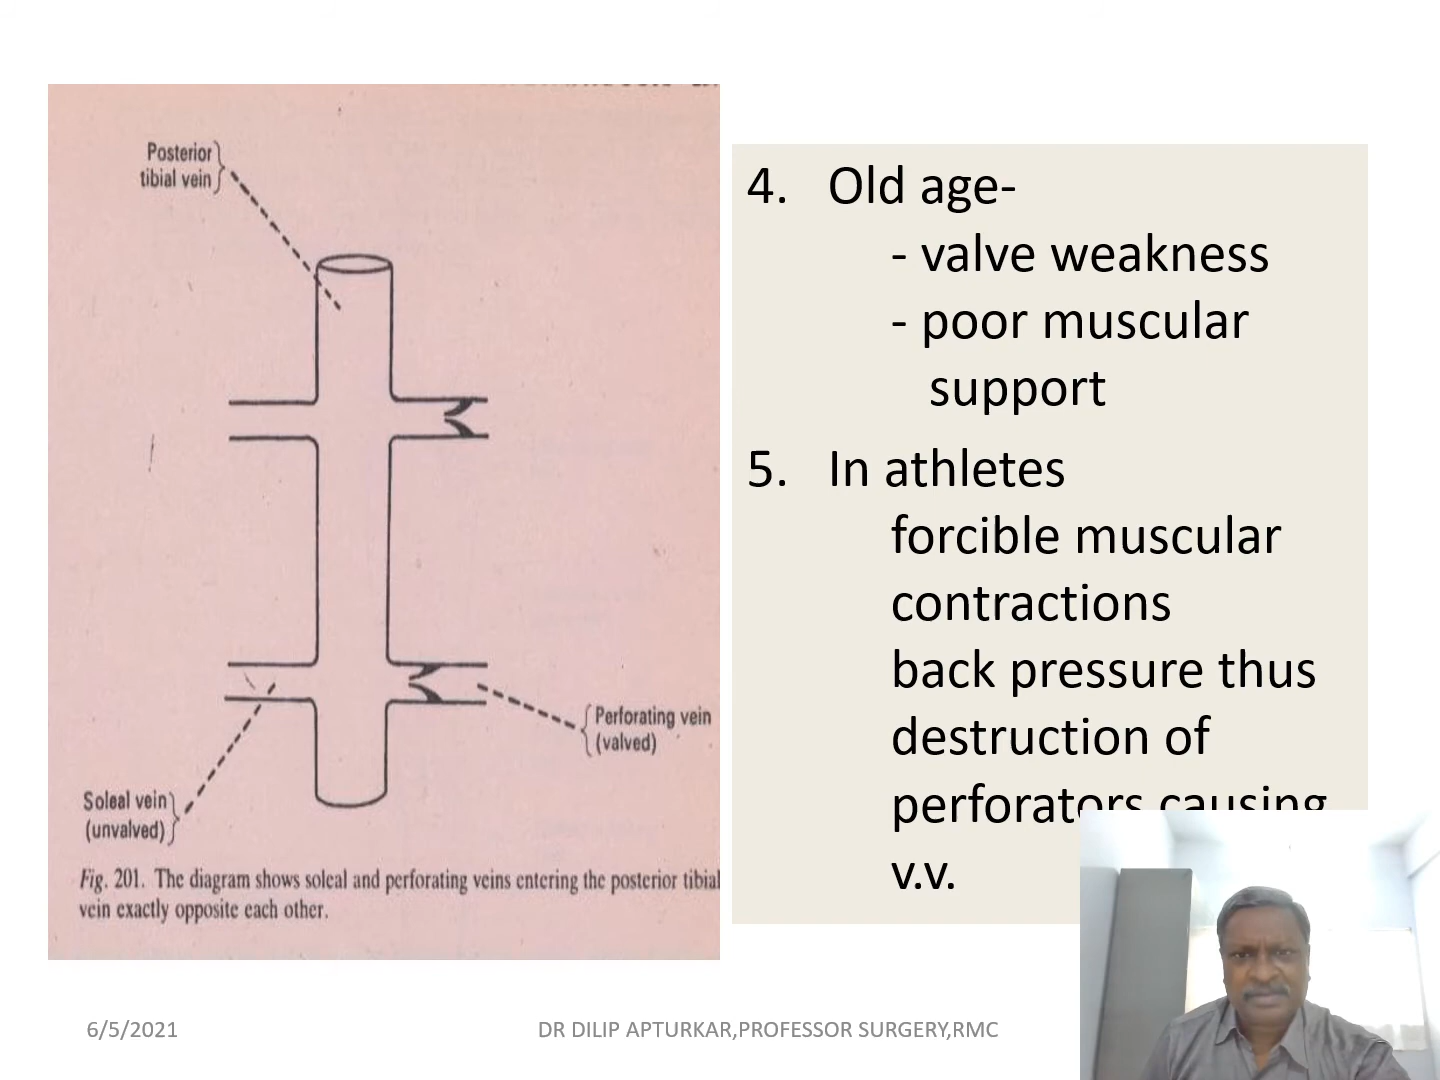 Posterior
tibial vein
Perforating vein
(valved)
Soleal vein
(unvalved)
Fig. 201. The diagram shows soleal and perforating veins entering the posterior tibial
vein exactly opposite each other.
4. Old age-
- valve weakness
- poor muscular
support
5. In athletes
forcible muscular
contractions
back pressure thus
destruction of
perforators causing
v.v.
6/5/2021
DR DILIP APTURKAR,PROFESSOR SURGERY,RMC